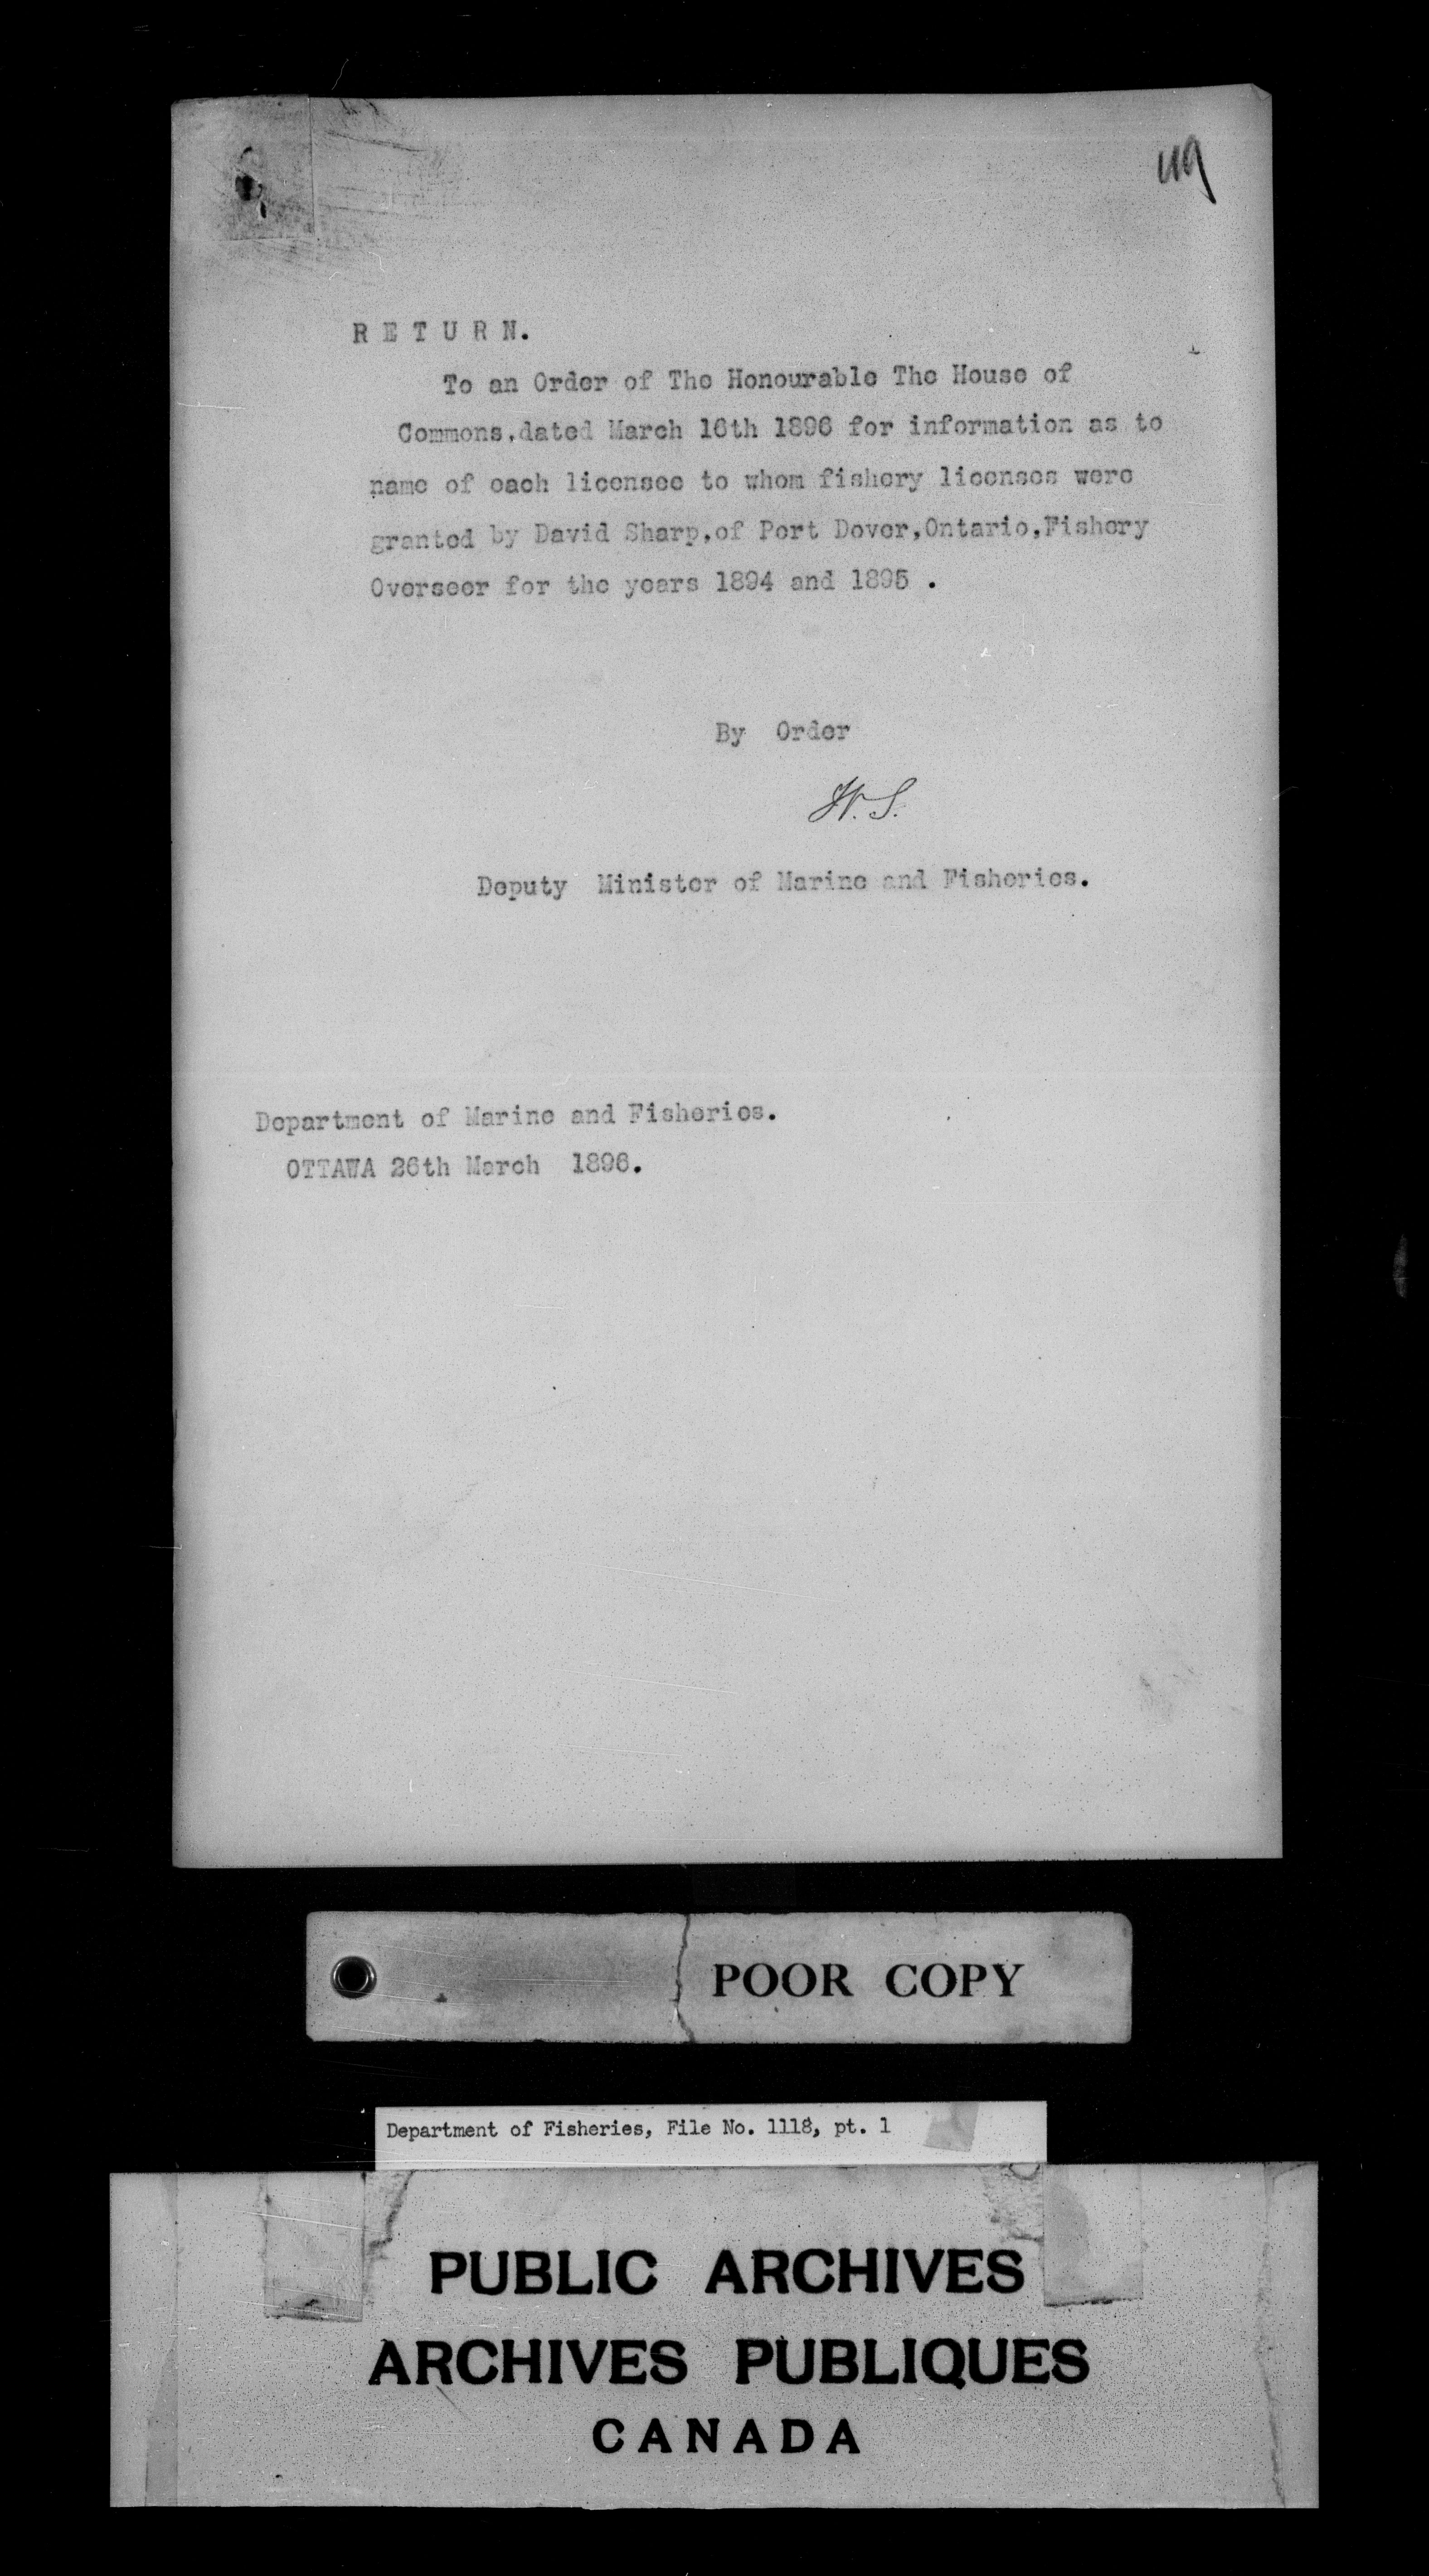 119
R E T U R N.
To an Order of The Honourable The House of
Commons,dated March 16th 1896 for information as to
name of each licensee to whom fishery licenses were
granted by David Sharp,of Port Dover,Ontario,Fishery
Overseer for the years 1894 and 1895 .
By Order
Deputy Minister of Marine and Fisheries.
Department of Marine and Fisheries.
OTTAWA 26th March 1896.
POOR COPY
Department of Fisheries, File No. 1118, pt. 1
PUBLIC ARCHIVES
ARCHIVES PUBLIQUES
CANADA